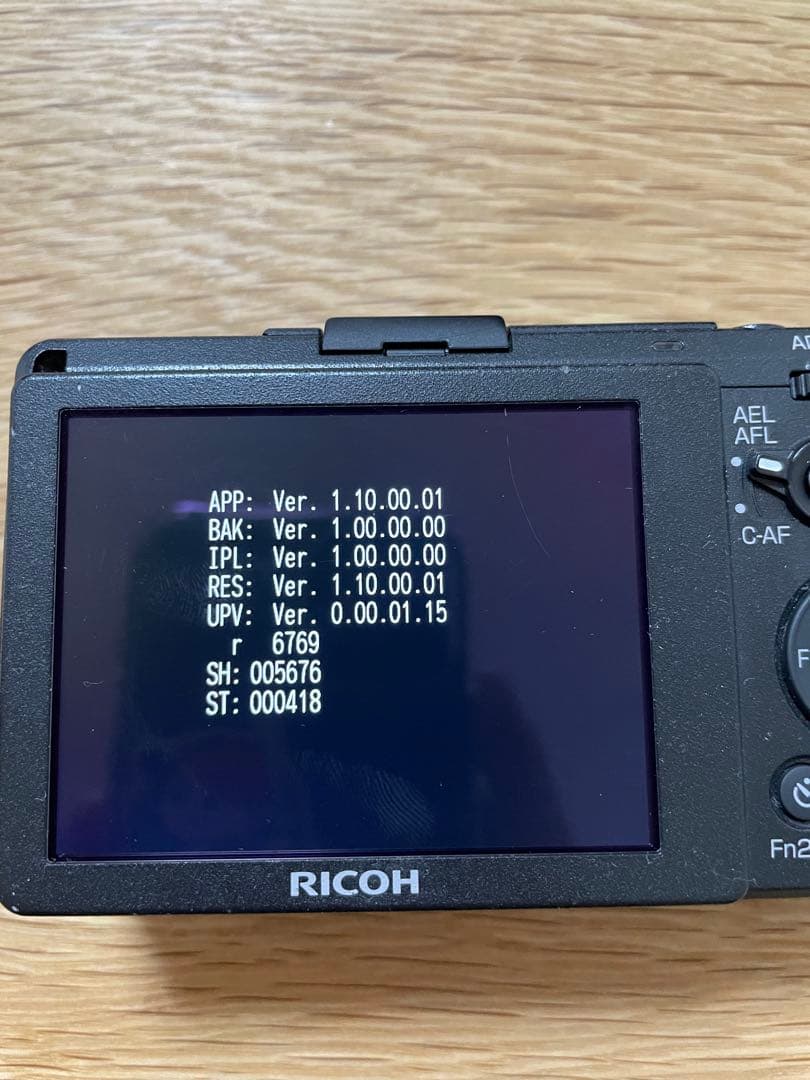 AEL
AFL
C-AF
APP: Ver. 1.10.00.01
BAK: Ver. 1.00.00.00
IPL: Ver. 1.00.00.00
RES: Ver. 1.10.00.01
UPV: Ver. 0.00.01.15
r 6769
SH: 005676
ST: 000418
RICOH
Fn2